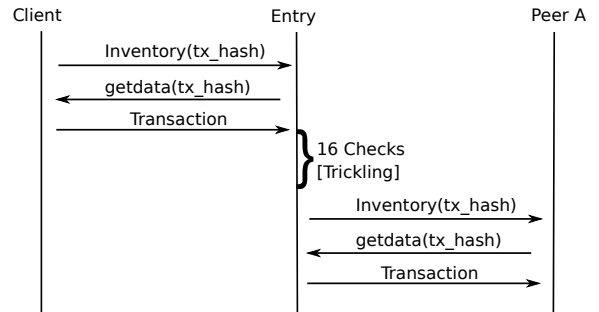 Client
Entry
Peer A
Inventory(tx_hash)
getdata(tx_hash)
Transaction
16 Checks
[Trickling]
Inventory(tx_hash)
getdata(tx_hash)
Transaction